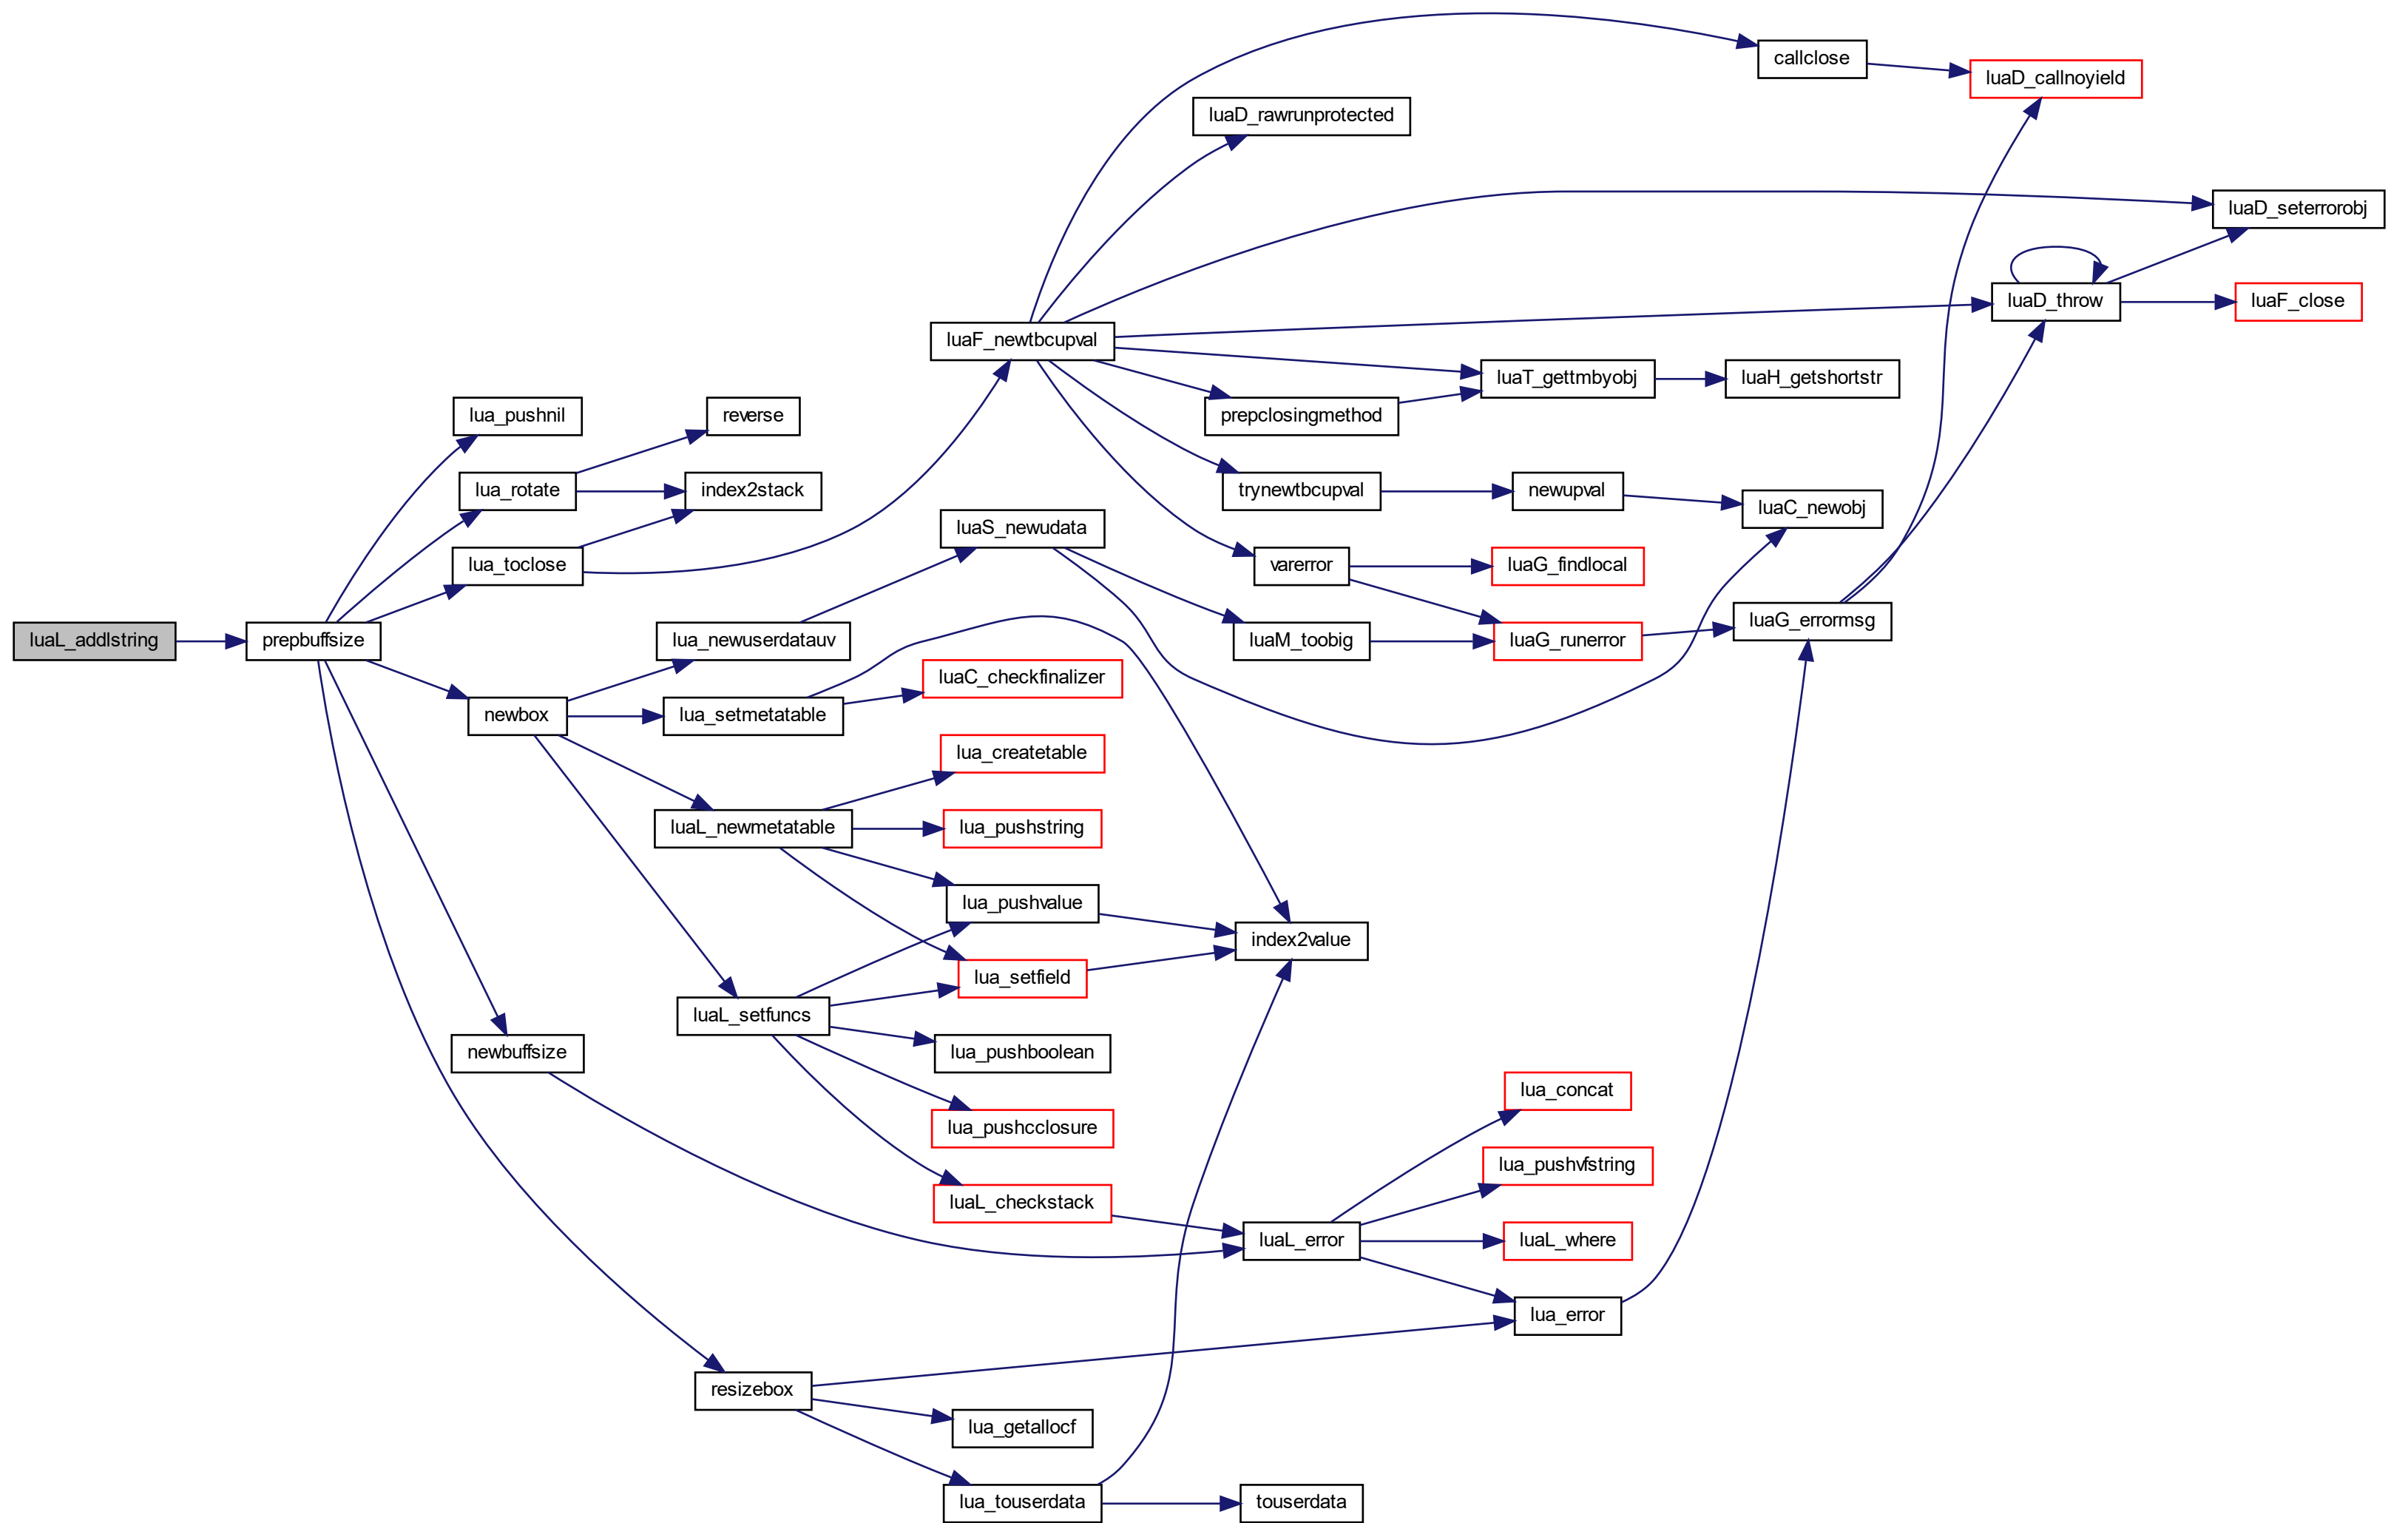 luaL_addlstring
prepbuffsize
lua_pushnil
lua_rotate
lua_toclose
newbox
newbuffsize
reverse
index2stack
lua_newuserdatauv
lua_setmetatable
luaL_newmetatable
luaL_setfuncs
resizebox
luaF_newtbcupval
luaS_newudata
luaC_checkfinalizer
lua_createtable
lua_pushstring
lua_pushvalue
lua_setfield
lua_pushboolean
lua_pushcclosure
luaL_checkstack
lua_getallocf
lua_touserdata
luaD_rawrunprotected
prepclosingmethod
trynewtbcupval
varerror
luaM_toobig
index2value
luaL_error
touserdata
luaT_gettmbyobj
newupval
luaG_findlocal
luaG_runerror
lua_concat
lua_pushvfstring
luaL_where
lua_error
callclose
luaH_getshortstr
luaC_newobj
luaG_errormsg
luaD_callnoyield
luaD_throw
luaD_seterrorobj
luaF_close